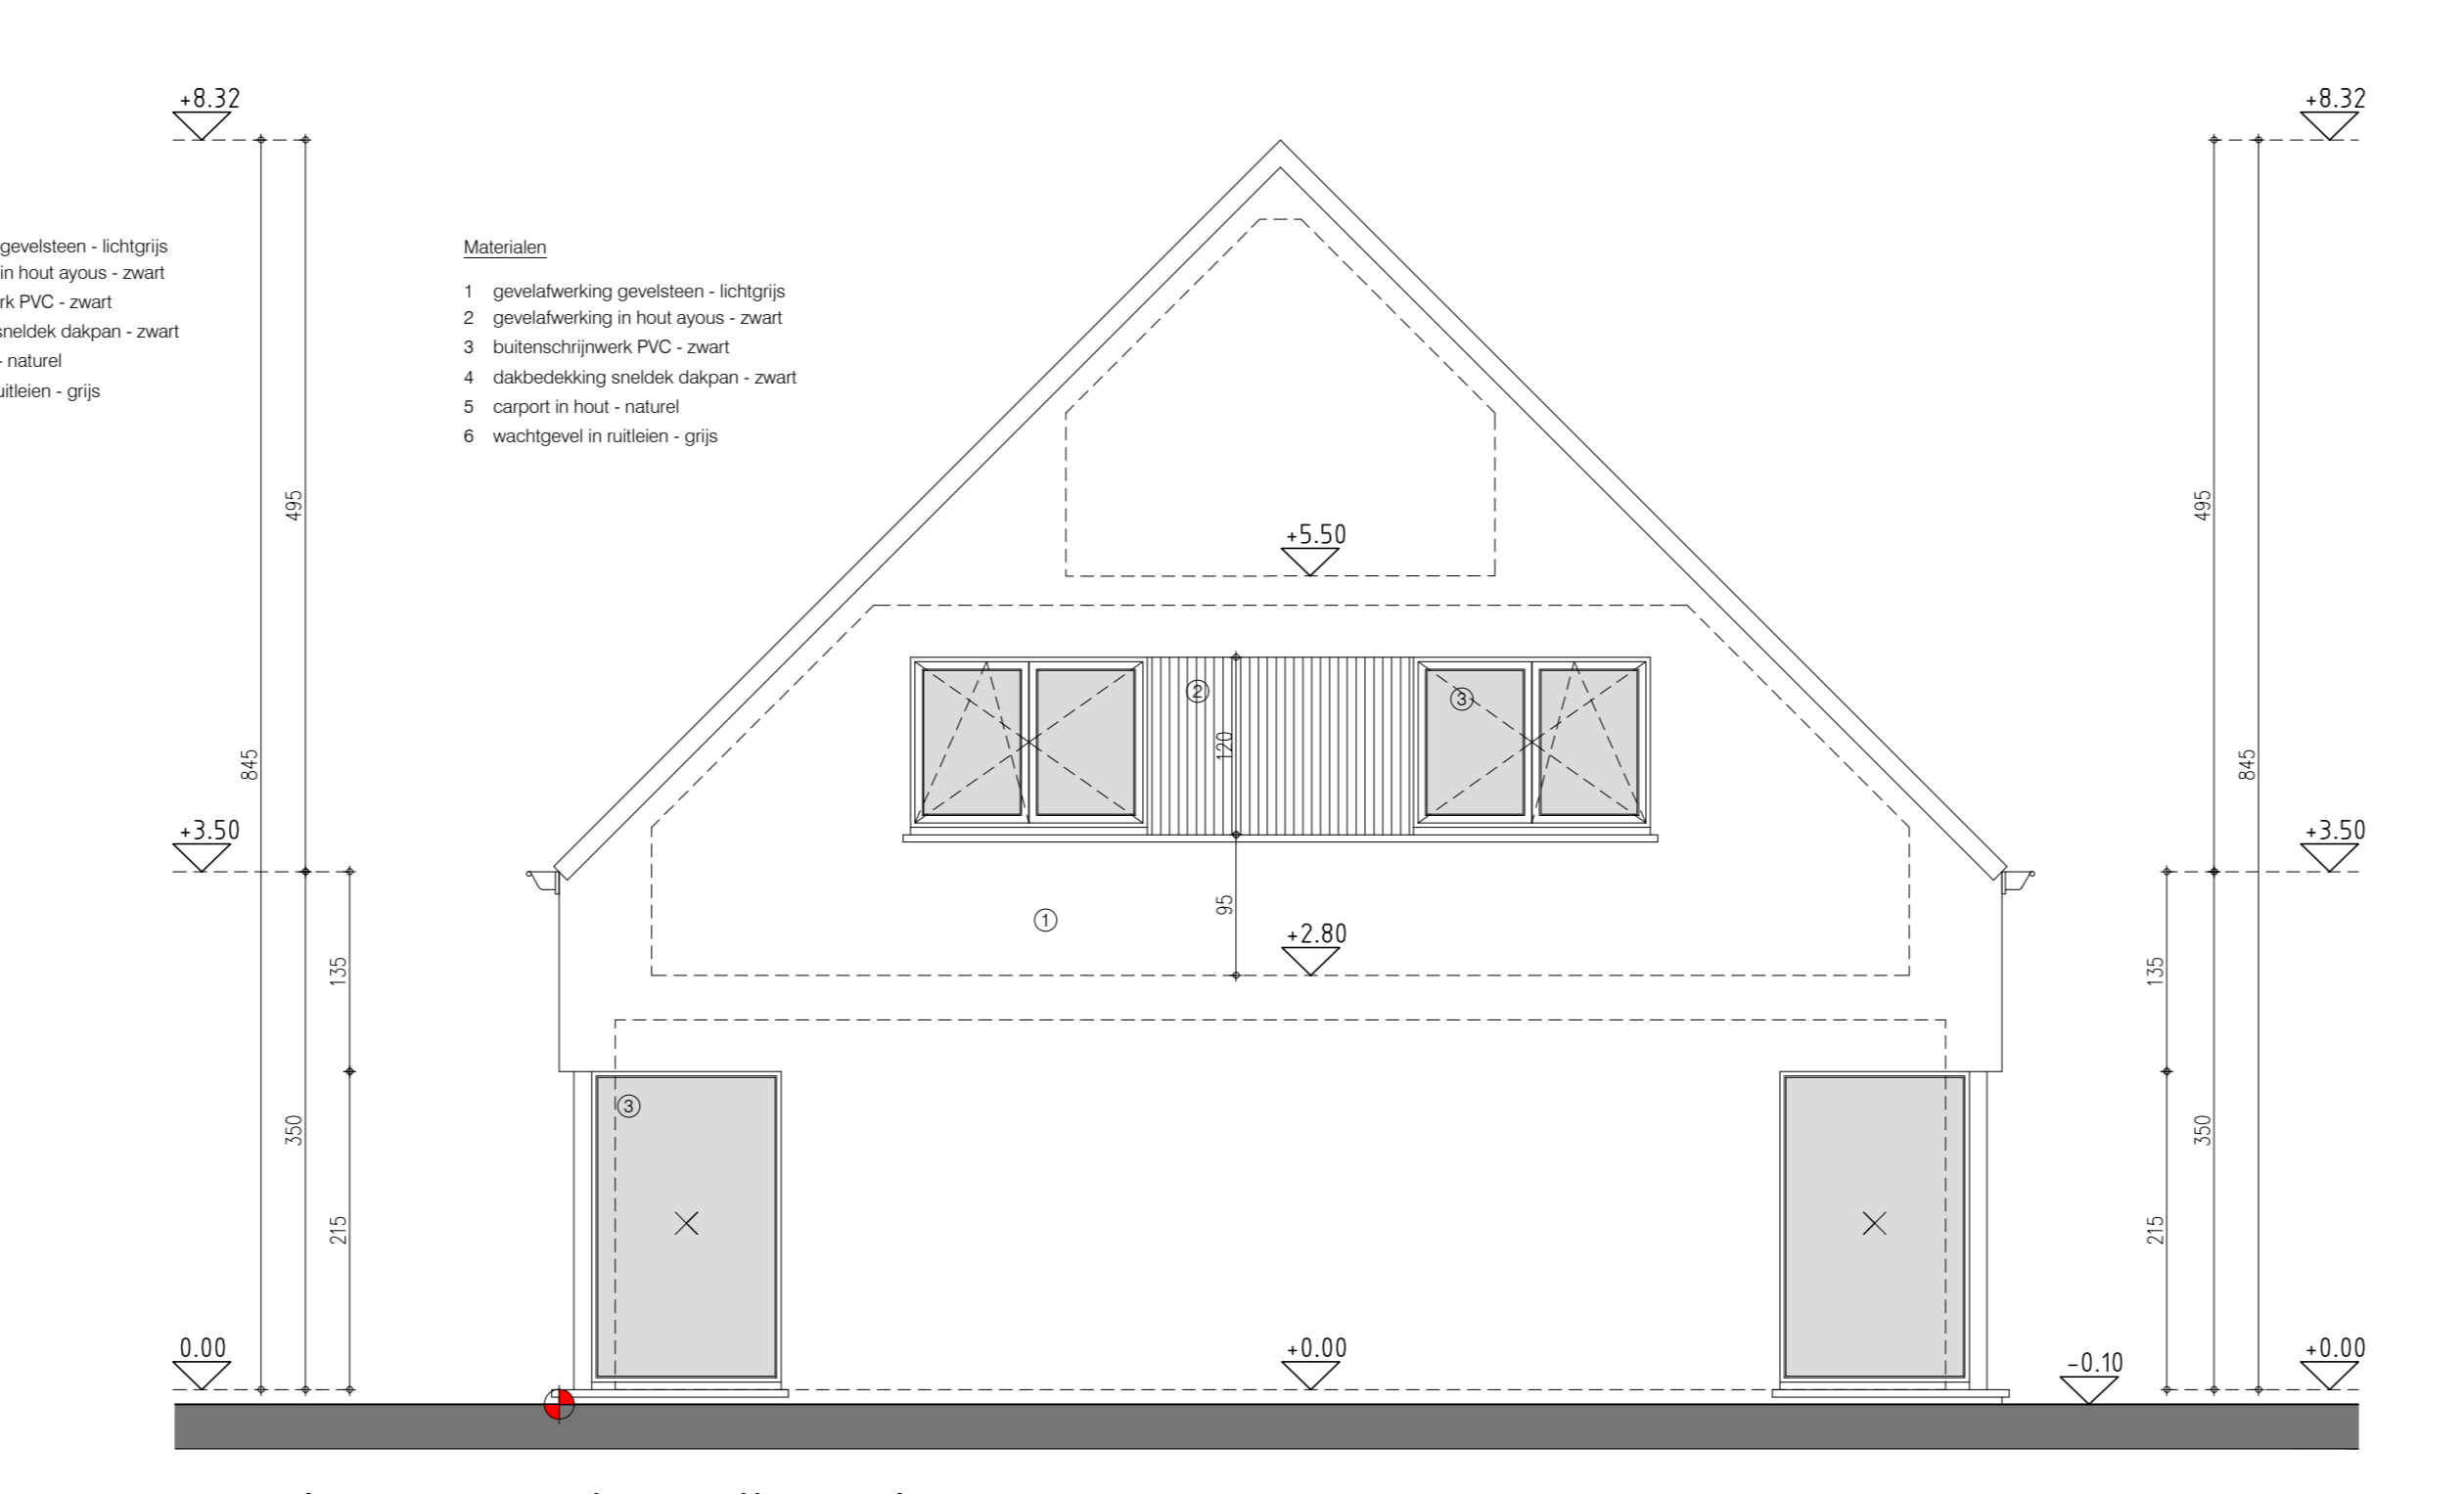 +8.32
+8.32
gevelsteen - lichtgrijs
in hout ayous - zwart
rk PVC - zwart
sneldek dakpan - zwart
- naturel
uitleien - grijs
Materialen
1 gevelafwerking gevelsteen - lichtgrijs
2 gevelafwerking in hout ayous - zwart
3 buitenschrijnwerk PVC - zwart
4 dakbedekking sneldek dakpan - zwart
5 carport in hout - naturel
6 wachtgevel in ruitleien - grijs
495
495
+5.50
2
3
120
845
845
+3.50
+3.50
95
1
+2.80
135
135
3
350
350
215
215
0.00
+0.00
-0.10
+0.00